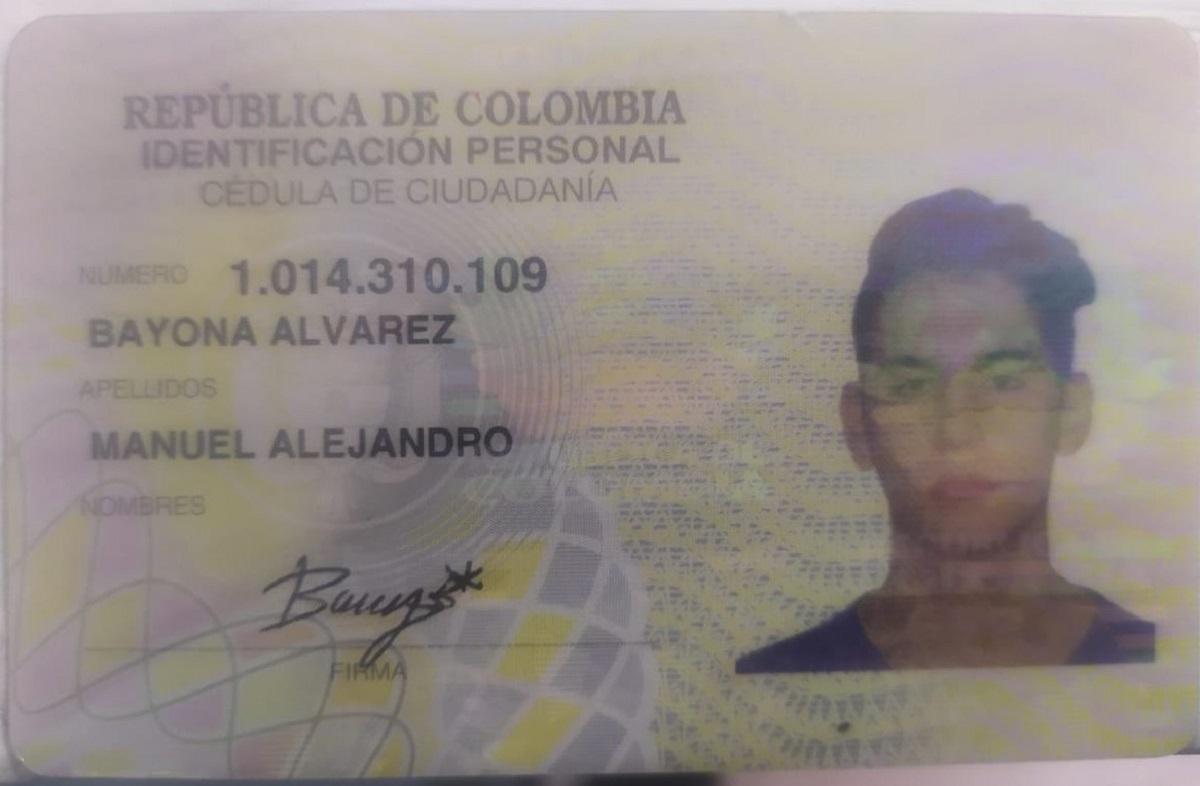 REPÚBLICA DE COLOMBIA
IDENTIFICACIÓN PERSONAL
CÉDULA DE CIUDADANÍA
NUMERO 1.014.310.109
BAYONA ALVAREZ
APELLIDOS
MANUEL ALEJANDRO
NOMBRES
FIRMA